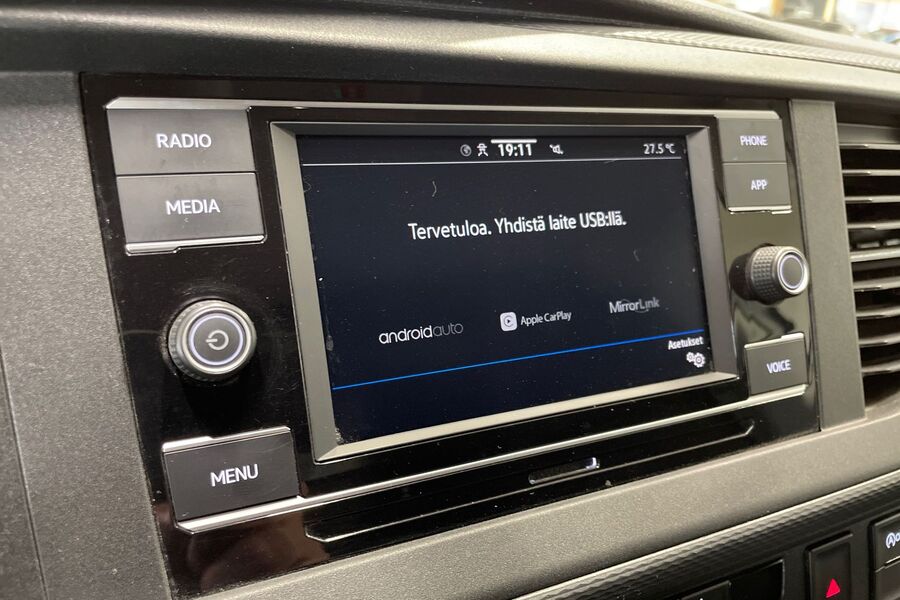 RADIO
MEDIA
MENU
19:11
27.5 °C
Tervetuloa. Yhdistä laite USB:llä.
androidauto
Apple CarPlay
MirrorLink
Asetukset
PHONE
APP
VOICE